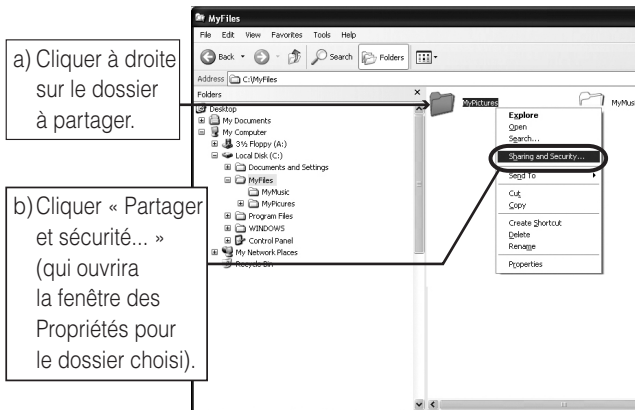 MyFiles
File Edit View Favorites Tools Help
Back Search Folders
Address C:\MyFiles
Folders
Desktop
My Documents
My Computer
3½ Floppy (A:)
Local Disk (C:)
Documents and Settings
MyFiles
MyMusic
MyPicures
Program Files
WINDOWS
Control Panel
My Network Places
Recycle Bin
MyPictures
MyMus
Explore
Open
Search...
Sharing and Security...
Send To
Cut
Copy
Create Shortcut
Delete
Rename
Properties
a) Cliquer à droite
sur le dossier
à partager.
b) Cliquer « Partager
et sécurité... »
(qui ouvrira
la fenêtre des
Propriétés pour
le dossier choisi).